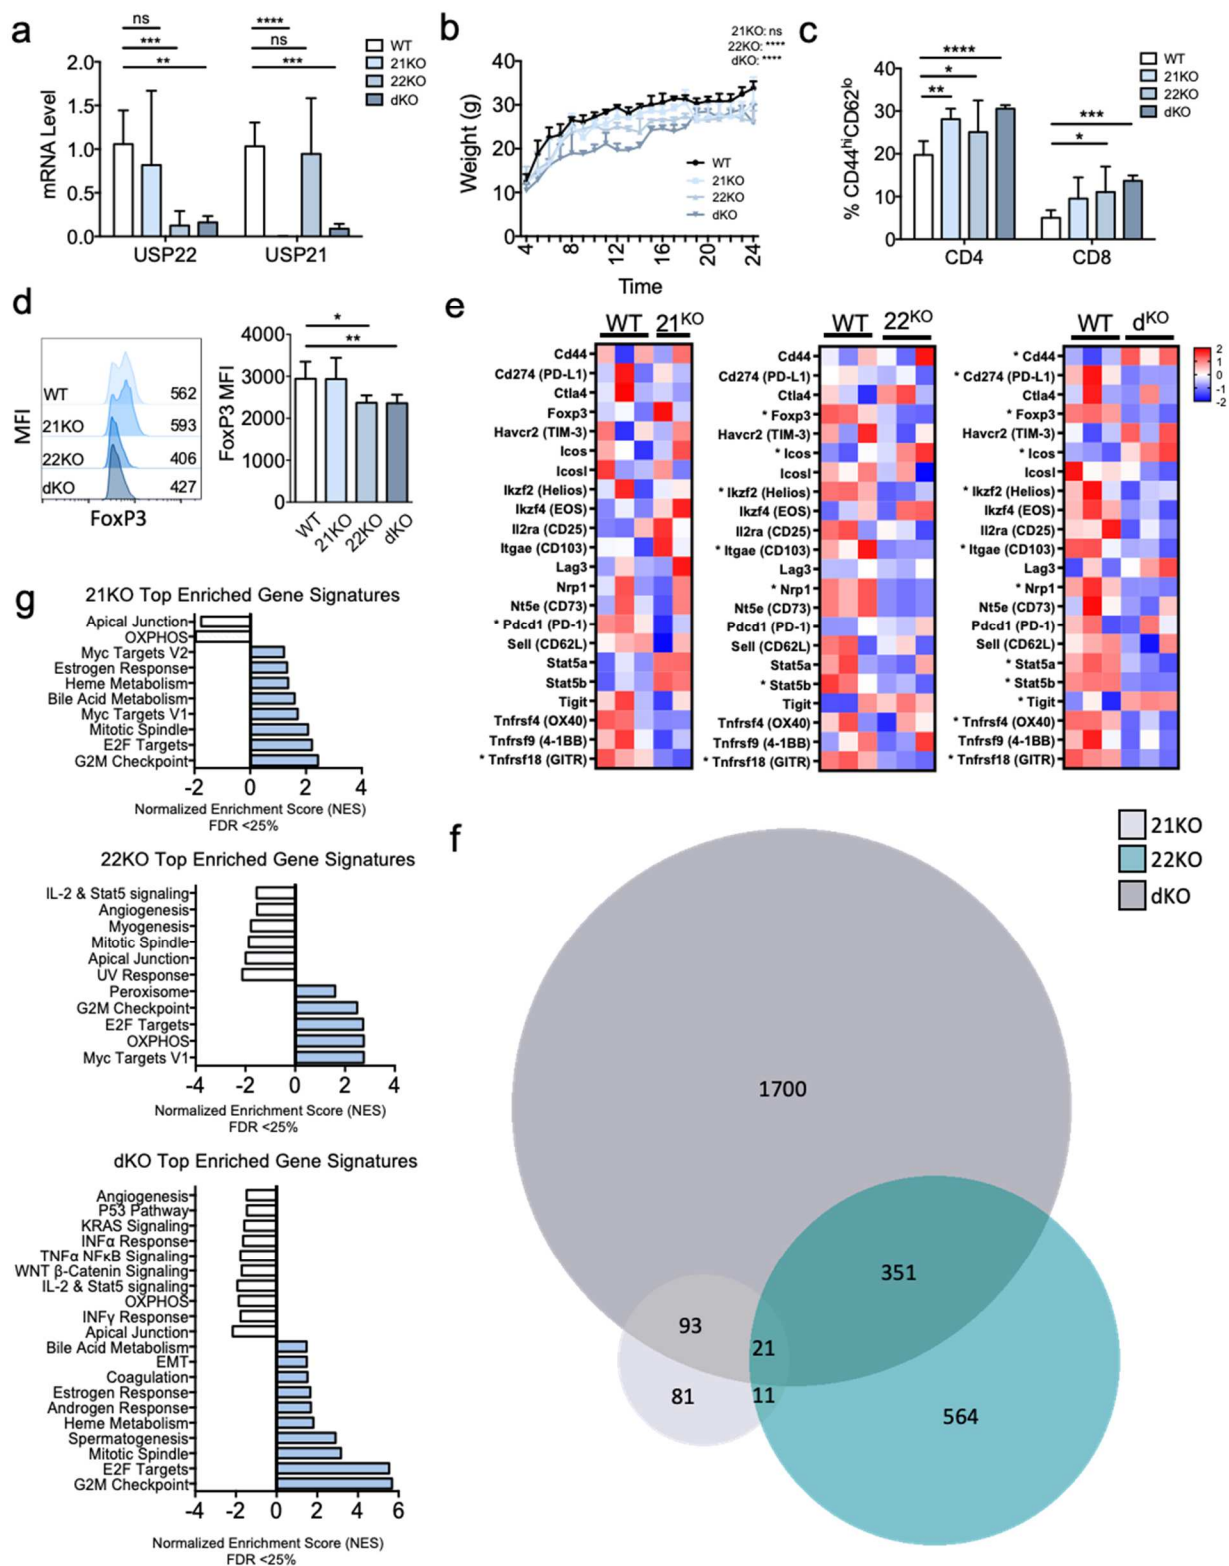 a
ns
***
**
****
ns
***
mRNA Level
2.0
1.5
1.0
0.5
0.0
USP22
USP21
WT
21KO
22KO
dKO
b
21KO: ns
22KO: ****
dKO: ****
Weight (g)
40
30
20
10
0
4
8
12
16
20
24
Time
WT
21KO
22KO
dKO
c
****
*
**
***
*
% CD44hiCD62lo
40
30
20
10
0
CD4
CD8
WT
21KO
22KO
dKO
d
MFI
WT 562
21KO 593
22KO 406
dKO 427
FoxP3
FoxP3 MFI
4000
3000
2000
1000
0
*
**
WT
21KO
22KO
dKO
e
WT 21KO
Cd44
Cd274 (PD-L1)
Ctla4
Foxp3
Havcr2 (TIM-3)
Icos
Icosl
Ikzf2 (Helios)
Ikzf4 (EOS)
Il2ra (CD25)
Itgae (CD103)
Lag3
Nrp1
Nt5e (CD73)
* Pdcd1 (PD-1)
Sell (CD62L)
Stat5a
Stat5b
Tigit
Tnfrsf4 (OX40)
Tnfrsf9 (4-1BB)
* Tnfrsf18 (GITR)
WT 22KO
Cd44
Cd274 (PD-L1)
Ctla4
* Foxp3
Havcr2 (TIM-3)
* Icos
Icosl
* Ikzf2 (Helios)
Ikzf4 (EOS)
Il2ra (CD25)
* Itgae (CD103)
Lag3
* Nrp1
Nt5e (CD73)
Pdcd1 (PD-1)
Sell (CD62L)
Stat5a
* Stat5b
Tigit
Tnfrsf4 (OX40)
Tnfrsf9 (4-1BB)
* Tnfrsf18 (GITR)
WT dKO
* Cd44
* Cd274 (PD-L1)
Ctla4
* Foxp3
Havcr2 (TIM-3)
* Icos
Icosl
* Ikzf2 (Helios)
Ikzf4 (EOS)
Il2ra (CD25)
* Itgae (CD103)
Lag3
* Nrp1
Nt5e (CD73)
Pdcd1 (PD-1)
Sell (CD62L)
* Stat5a
* Stat5b
* Tigit
* Tnfrsf4 (OX40)
Tnfrsf9 (4-1BB)
* Tnfrsf18 (GITR)
2
1
0
-1
-2
g
21KO Top Enriched Gene Signatures
Apical Junction
OXPHOS
Myc Targets V2
Estrogen Response
Heme Metabolism
Bile Acid Metabolism
Myc Targets V1
Mitotic Spindle
E2F Targets
G2M Checkpoint
-2 0 2 4
Normalized Enrichment Score (NES)
FDR <25%
22KO Top Enriched Gene Signatures
IL-2 & Stat5 signaling
Angiogenesis
Myogenesis
Mitotic Spindle
Apical Junction
UV Response
Peroxisome
G2M Checkpoint
E2F Targets
OXPHOS
Myc Targets V1
-4 -2 0 2 4
Normalized Enrichment Score (NES)
FDR <25%
dKO Top Enriched Gene Signatures
Angiogenesis
P53 Pathway
KRAS Signaling
INFα Response
TNFα NFκB Signaling
WNT β-Catenin Signaling
IL-2 & Stat5 signaling
OXPHOS
INFγ Response
Apical Junction
Bile Acid Metabolism
EMT
Coagulation
Estrogen Response
Androgen Response
Heme Metabolism
Spermatogenesis
Mitotic Spindle
E2F Targets
G2M Checkpoint
-4 -2 0 2 4 6
Normalized Enrichment Score (NES)
FDR <25%
f
21KO
22KO
dKO
1700
351
93
21
81
11
564